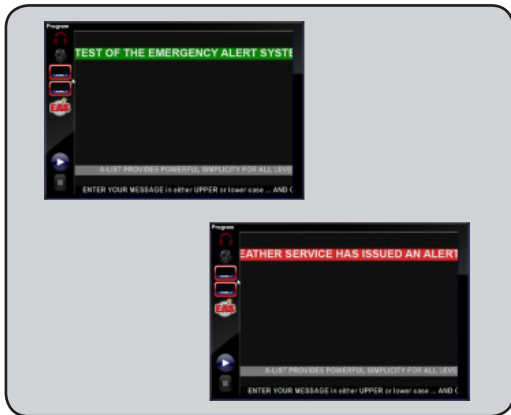 Program
TEST OF THE EMERGENCY ALERT SYSTE
EAS
A-LIST PROVIDES POWERFUL SIMPLICITY FOR ALL LEVE
ENTER YOUR MESSAGE in either UPPER or lower case ... AND C
Program
EATHER SERVICE HAS ISSUED AN ALERT
EAS
A-LIST PROVIDES POWERFUL SIMPLICITY FOR ALL LEVE
ENTER YOUR MESSAGE in either UPPER or lower case ... AND C